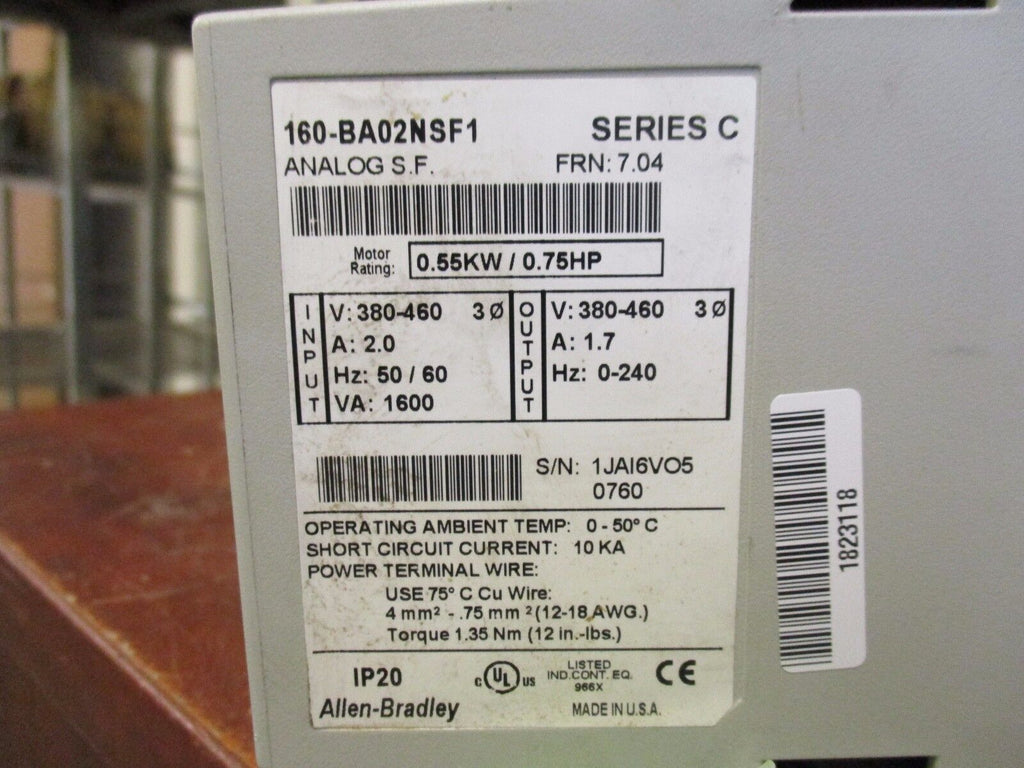 160-BA02NSF1 SERIES C
ANALOG S.F. FRN: 7.04
Motor
Rating: 0.55KW / 0.75HP
INPUT
V: 380-460 3Ø
A: 2.0
Hz: 50 / 60
VA: 1600
OUTPUT
V: 380-460 3Ø
A: 1.7
Hz: 0-240
S/N: 1JAI6VO5
0760
OPERATING AMBIENT TEMP: 0 - 50° C
SHORT CIRCUIT CURRENT: 10 KA
POWER TERMINAL WIRE:
USE 75° C Cu Wire:
4 mm² - .75 mm ² (12-18 AWG.)
Torque 1.35 Nm (12 in.-lbs.)
IP20
C UL US
LISTED
IND.CONT. EQ.
966X
CE
Allen-Bradley
MADE IN U.S.A.
1823118